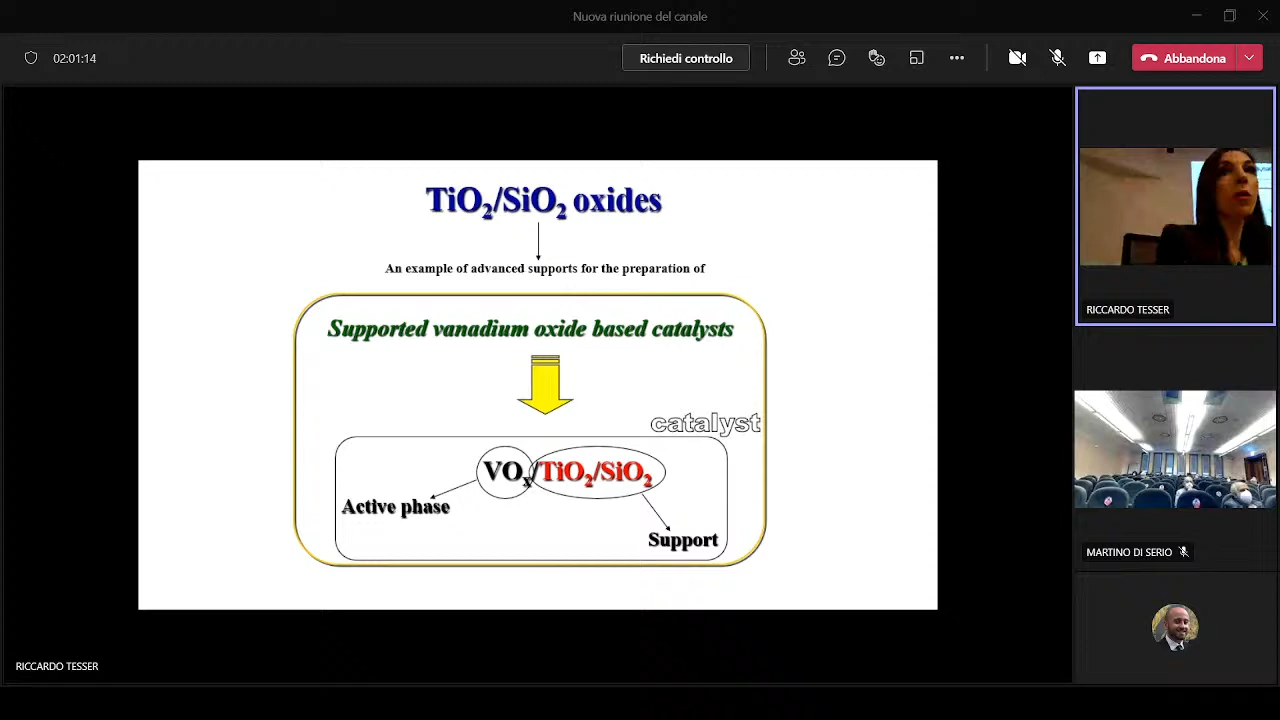 Nuova riunione del canale
02:01:14
Richiedi controllo
Abbandona
TiO₂/SiO₂ oxides
An example of advanced supports for the preparation of
Supported vanadium oxide based catalysts
catalyst
VOₓ/TiO₂/SiO₂
Active phase
Support
RICCARDO TESSER
MARTINO DI SERIO
RICCARDO TESSER